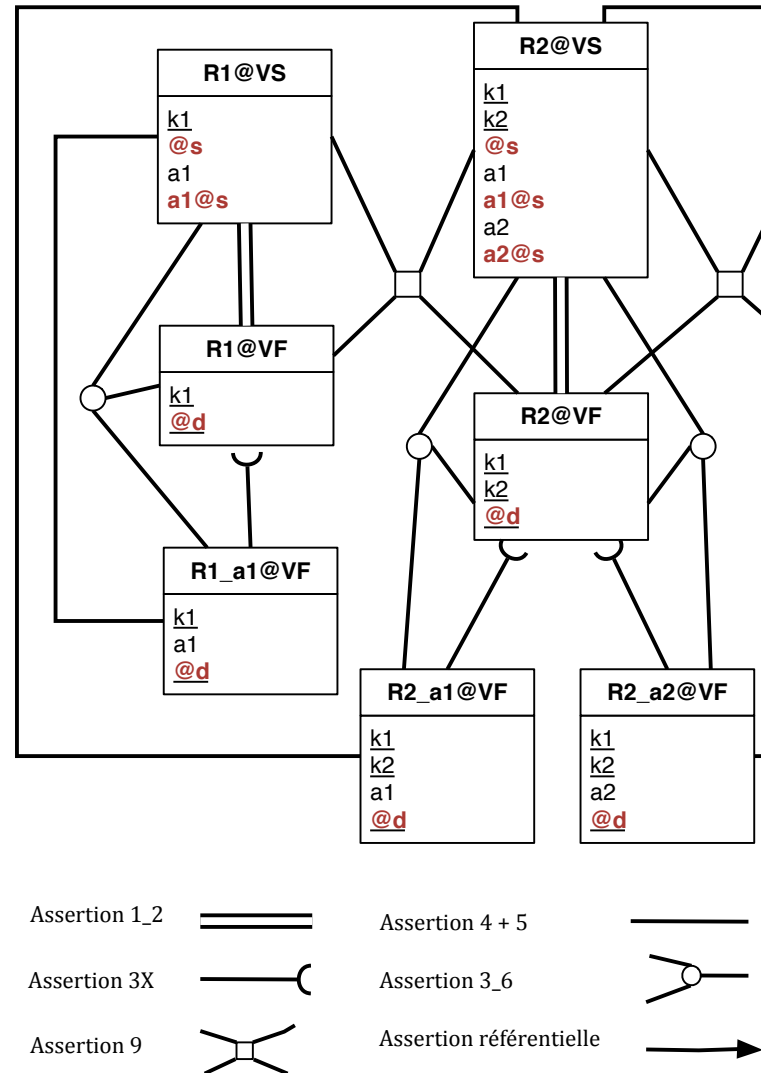 R1@VS
k1
@s
a1
a1@s
R2@VS
k1
k2
@s
a1
a1@s
a2
a2@s
R1@VF
k1
@d
R2@VF
k1
k2
@d
R1_a1@VF
k1
a1
@d
R2_a1@VF
k1
k2
a1
@d
R2_a2@VF
k1
k2
a2
@d
Assertion 1_2
Assertion 4 + 5
Assertion 3X
Assertion 3_6
Assertion 9
Assertion référentielle